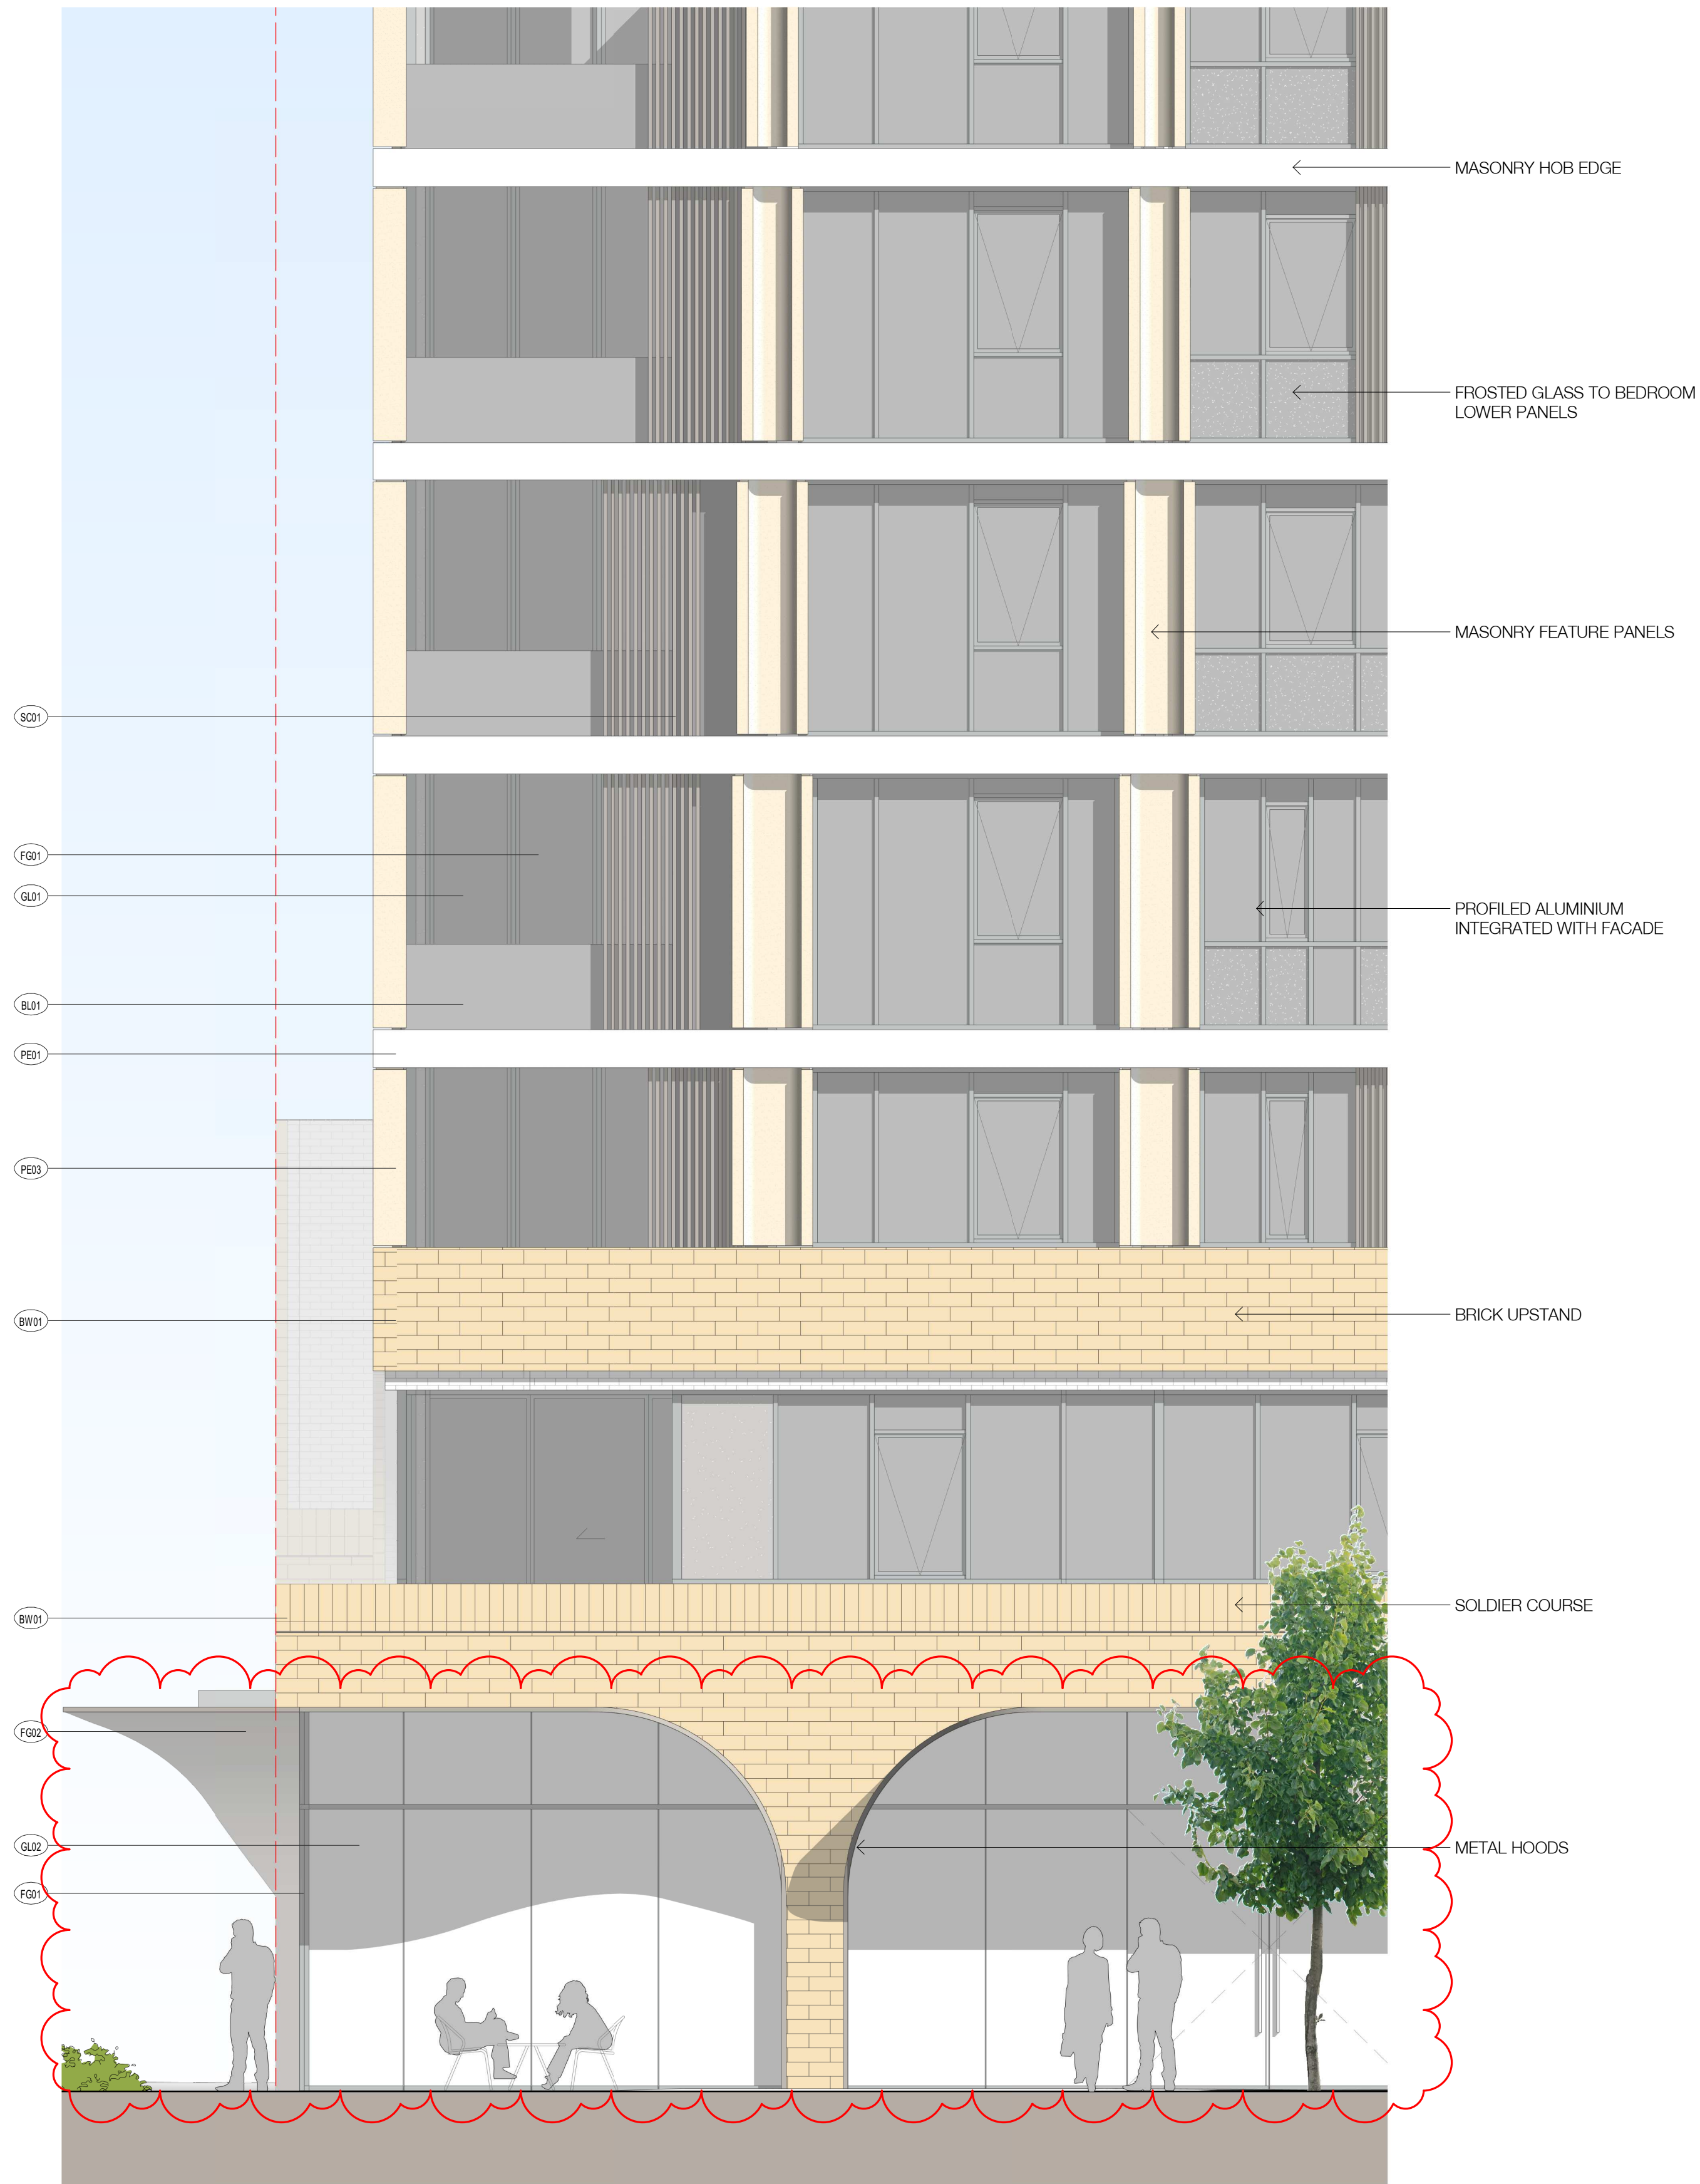 MASONRY HOB EDGE
FROSTED GLASS TO BEDROOM
LOWER PANELS
MASONRY FEATURE PANELS
SC01
FG01
GL01
PROFILED ALUMINIUM
INTEGRATED WITH FACADE
BL01
PE01
PE03
BW01
BRICK UPSTAND
BW01
SOLDIER COURSE
FG02
GL02
METAL HOODS
FG01